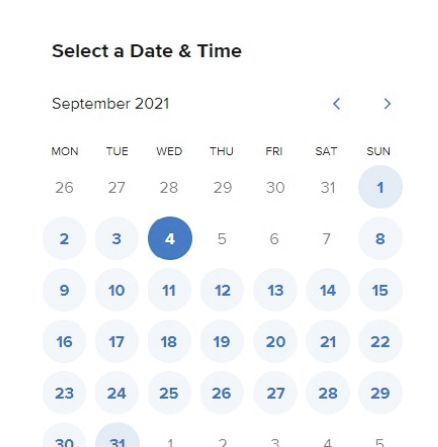 Select a Date & Time
September 2021
MON TUE WED THU FRI SAT SUN
26 27 28 29 30 31 1
2 3 4 5 6 7 8
9 10 11 12 13 14 15
16 17 18 19 20 21 22
23 24 25 26 27 28 29
30 31 1 2 3 4 5